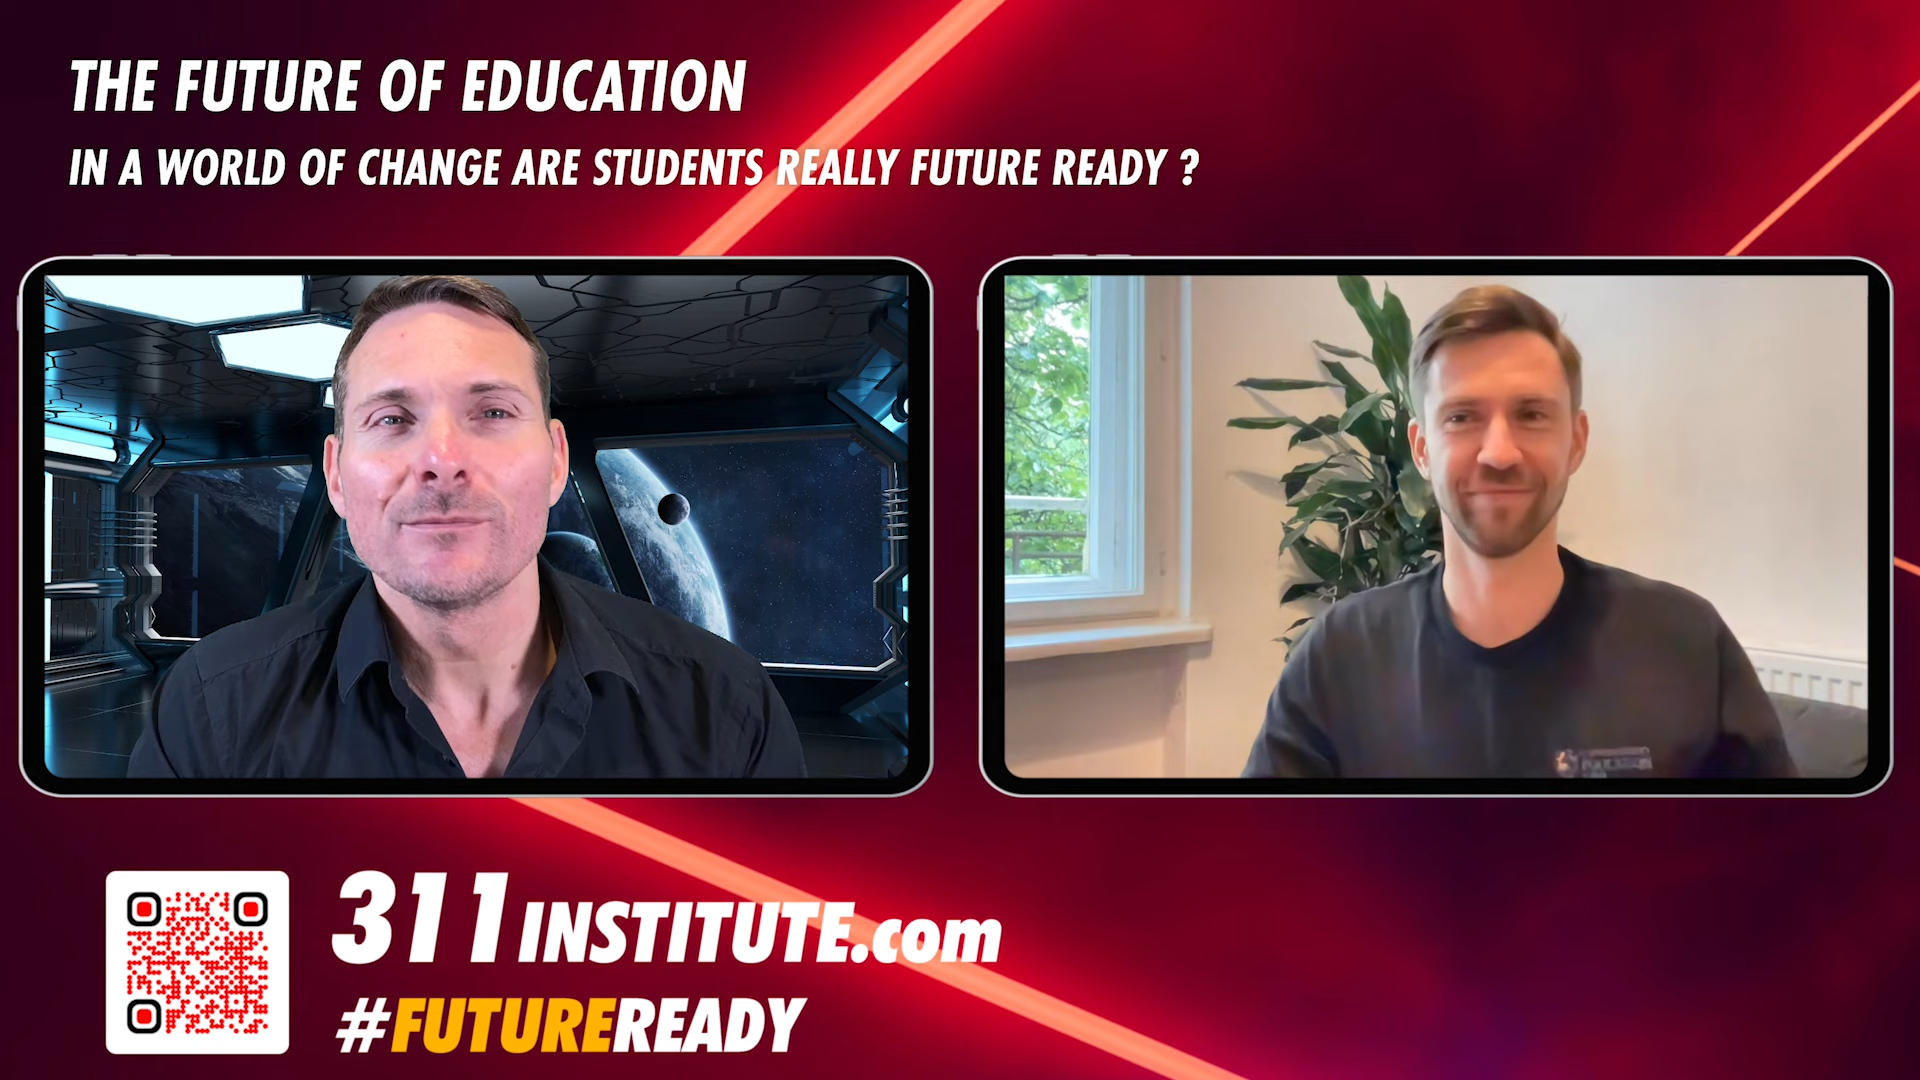 THE FUTURE OF EDUCATION
IN A WORLD OF CHANGE ARE STUDENTS REALLY FUTURE READY ?
311INSTITUTE.com
#FUTUREREADY